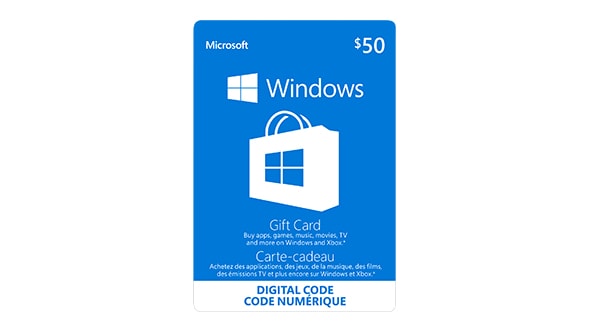 Microsoft
$50
Windows
Gift Card
Buy apps, games, music, movies, TV
and more on Windows and Xbox.*
Carte-cadeau
Achetez des applications, des jeux, de la musique, des films,
des émissions TV et plus encore sur Windows et Xbox.*
DIGITAL CODE
CODE NUMÉRIQUE